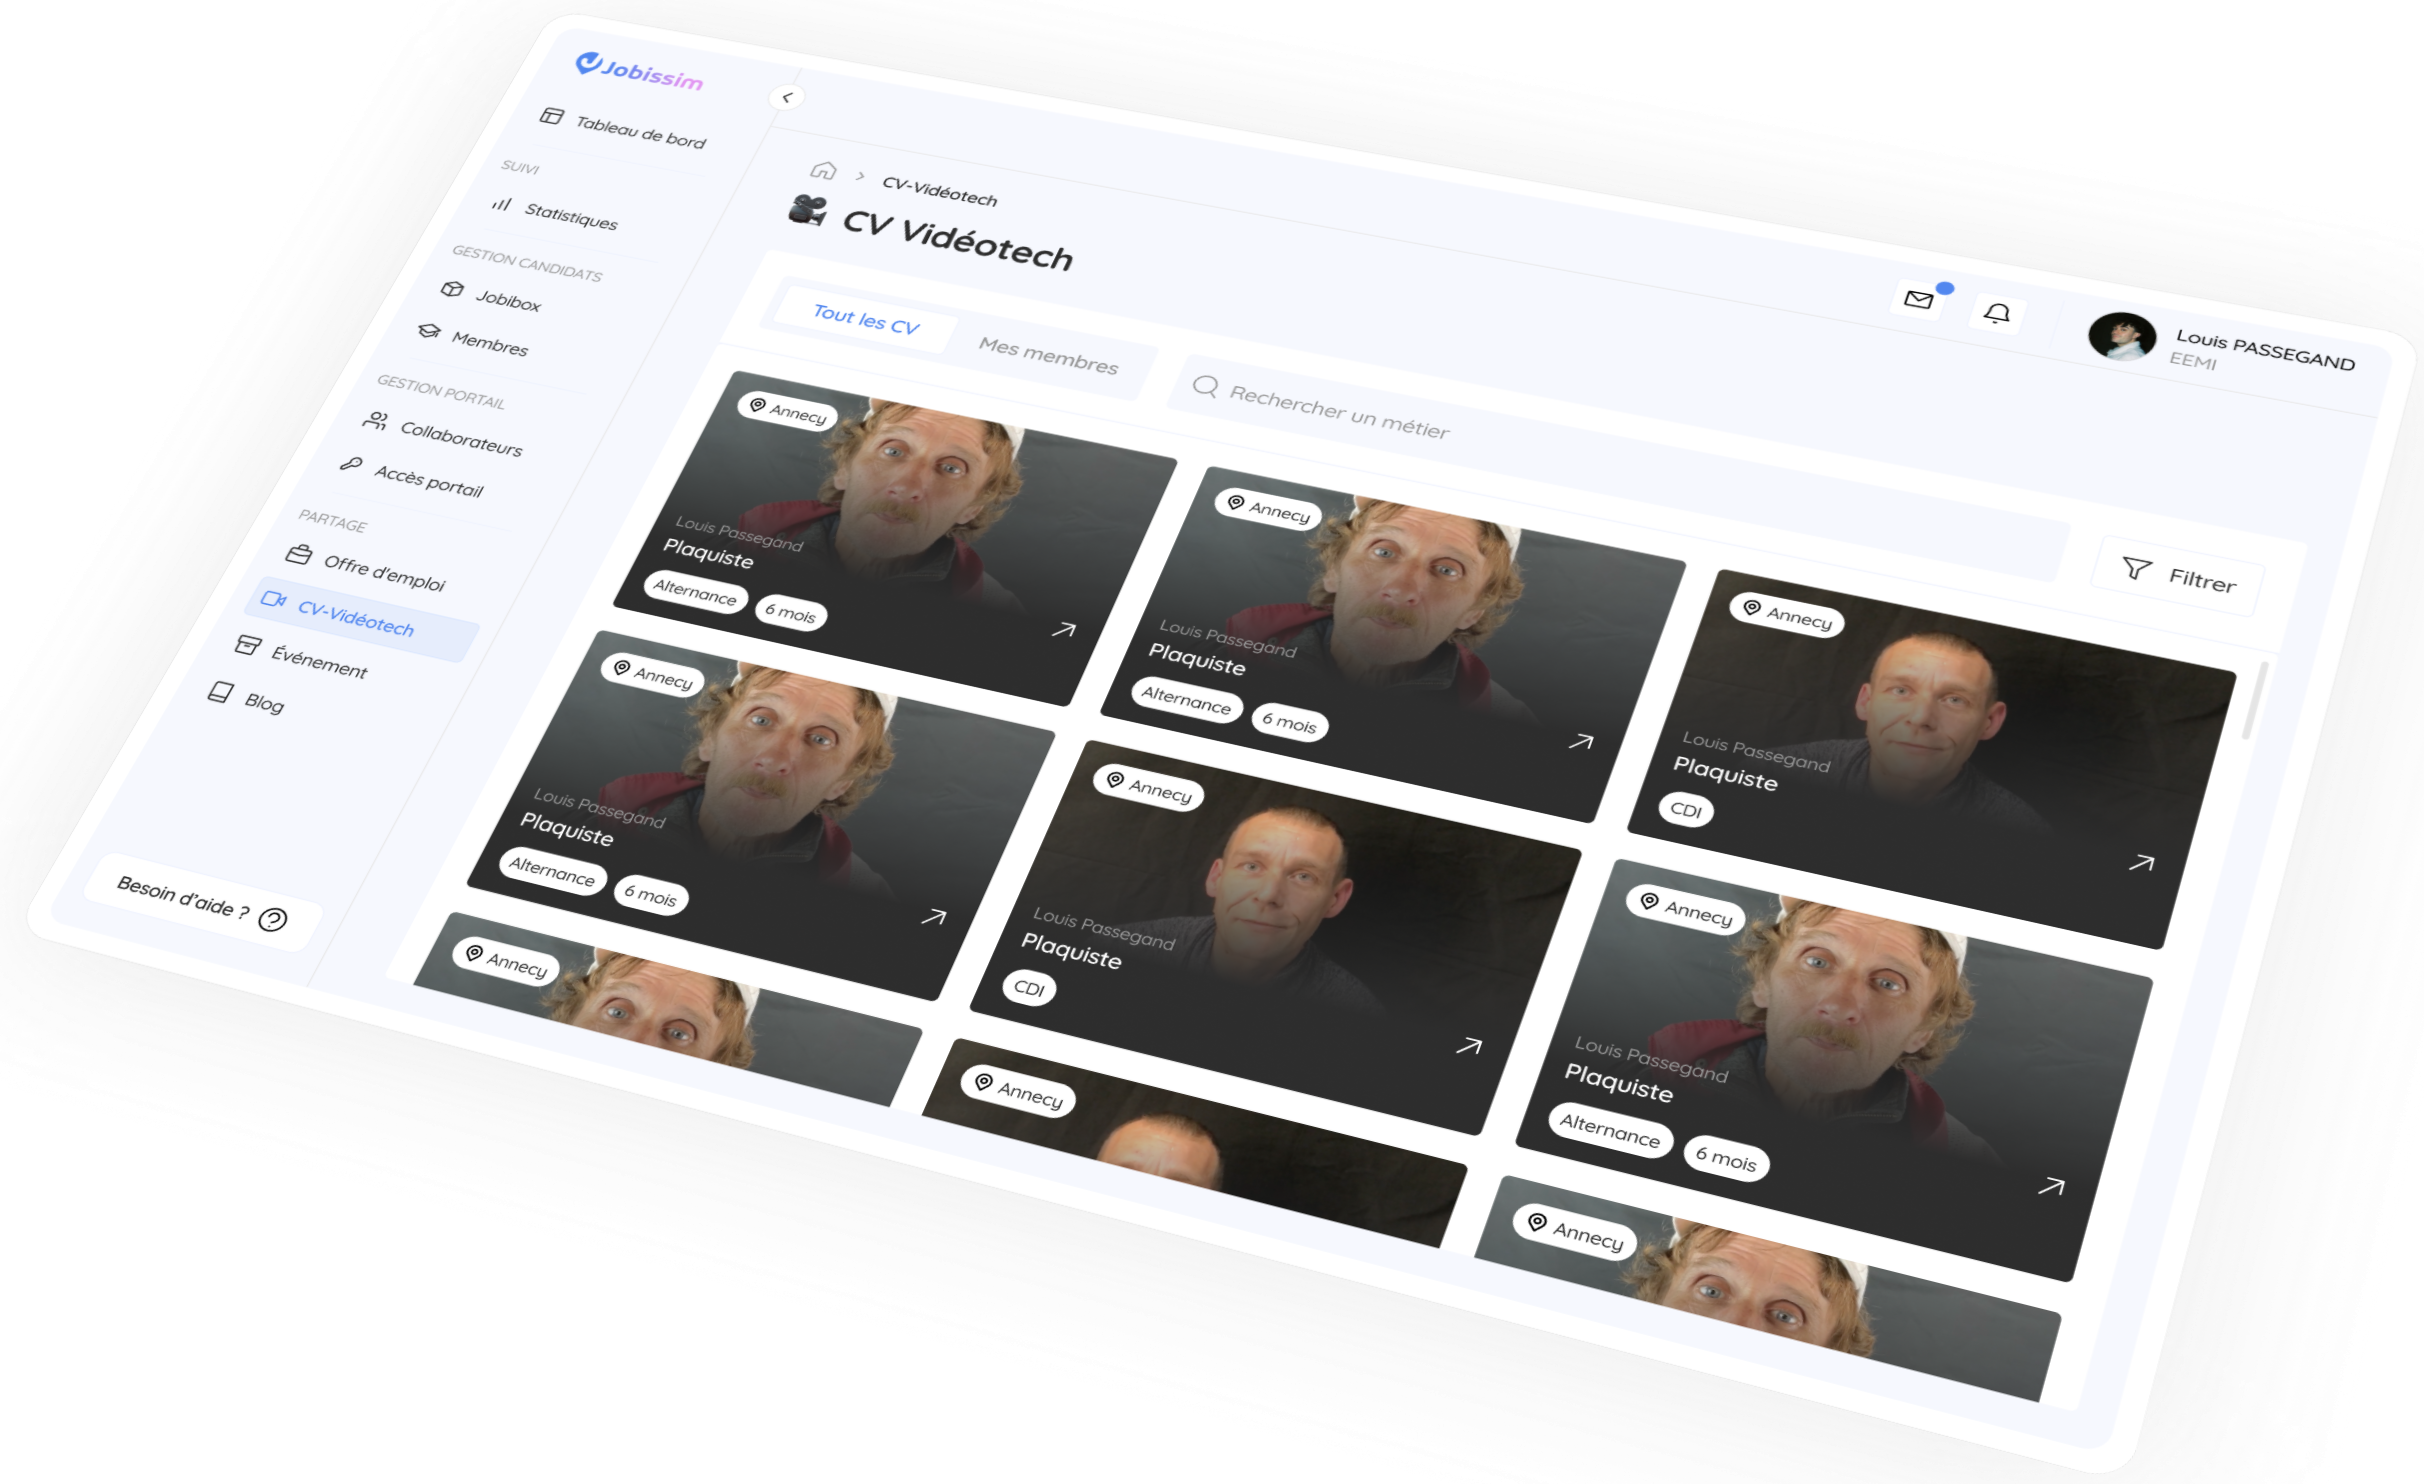 Jobissim
Tableau de bord
SUIVI
Statistiques
GESTION CANDIDATS
Jobibox
Membres
GESTION PORTAIL
Collaborateurs
Accès portail
PARTAGE
Offre d'emploi
CV-Vidéotech
Événement
Blog
Besoin d'aide ?
CV-Vidéotech
CV Vidéotech
Louis PASSEGAND
EEMI
Tout les CV
Mes membres
Rechercher un métier
Filtrer
Annecy
Louis Passegand
Plaquiste
Alternance
6 mois
Annecy
Louis Passegand
Plaquiste
Alternance
6 mois
Annecy
Louis Passegand
Plaquiste
CDI
Annecy
Louis Passegand
Plaquiste
Alternance
6 mois
Annecy
Louis Passegand
Plaquiste
CDI
Annecy
Louis Passegand
Plaquiste
Alternance
6 mois
Annecy
Annecy
Annecy